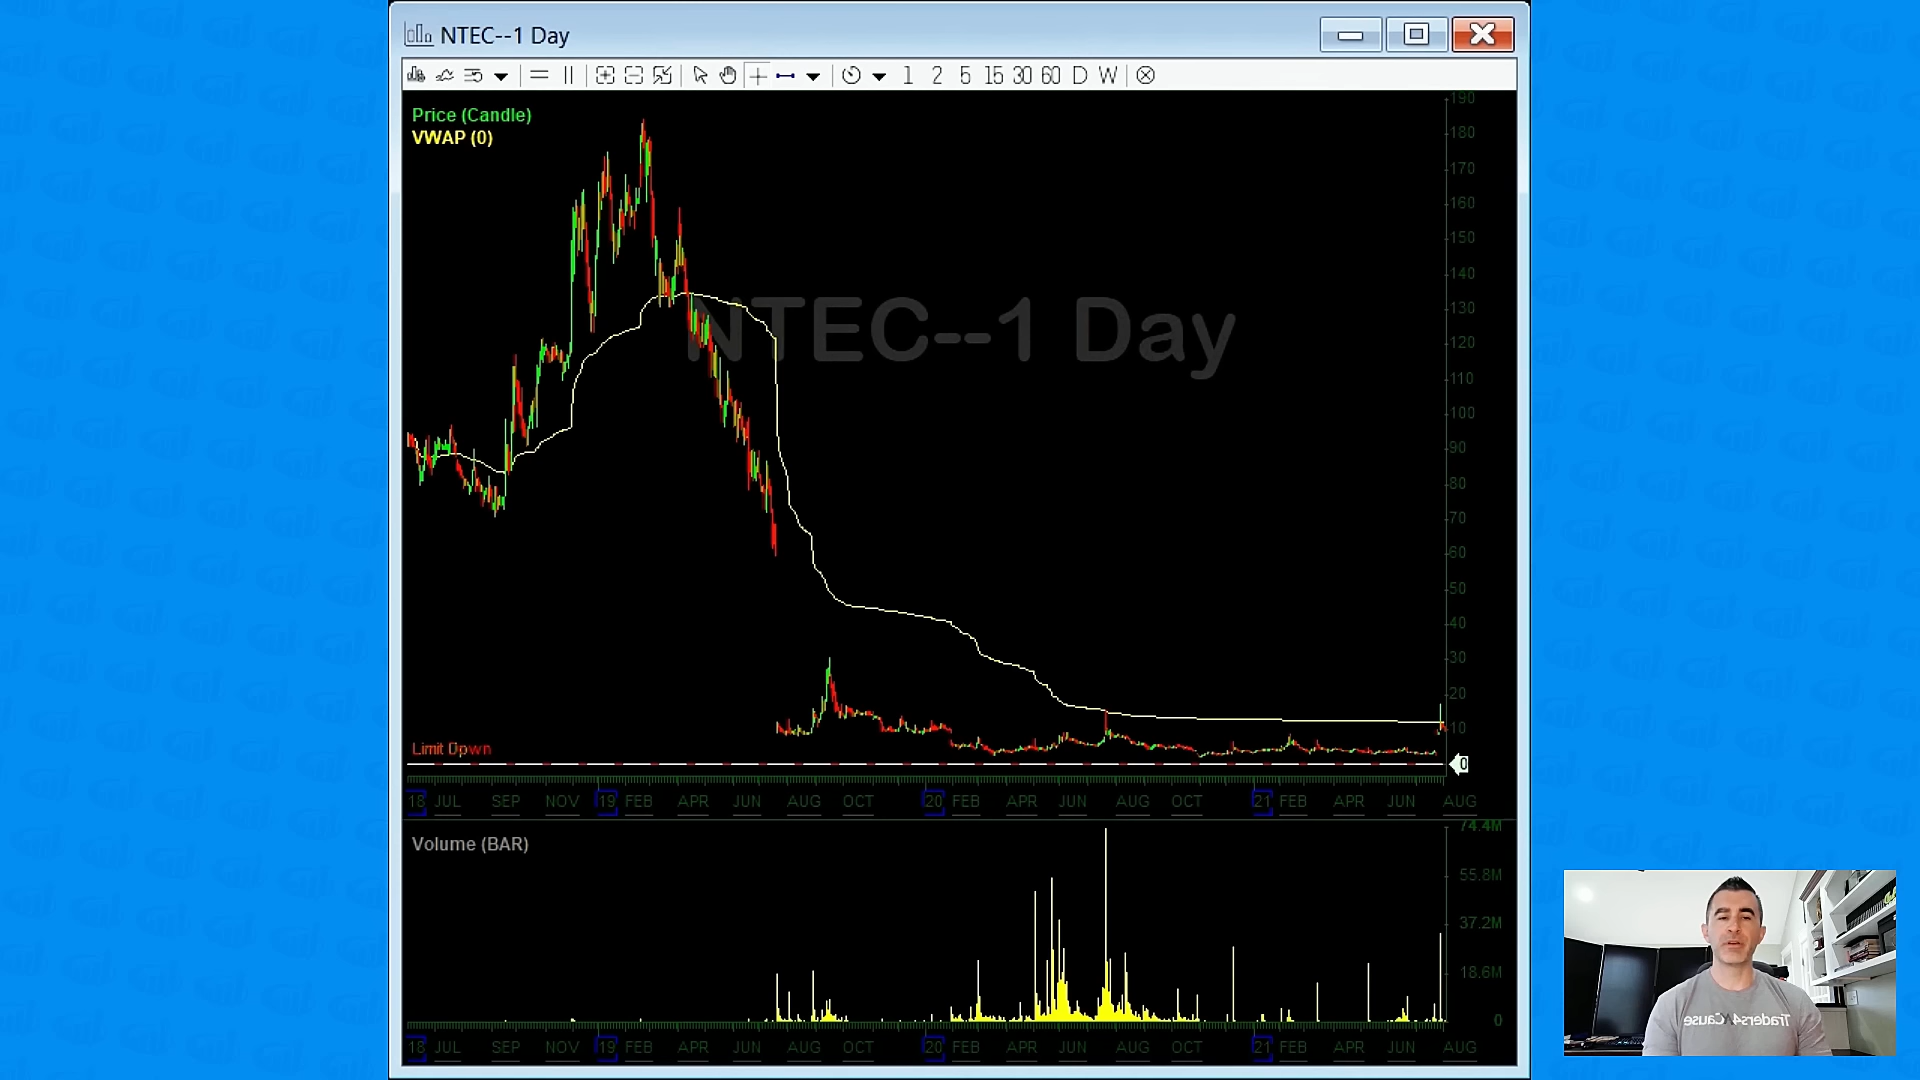 NTEC--1 Day
1 2 5 15 30 60 D W
Price (Candle)
VWAP (0)
NTEC--1 Day
190
180
170
160
150
140
130
120
110
100
90
80
70
60
50
40
30
20
10
Limit Down
0
18 JUL SEP NOV 19 FEB APR JUN AUG OCT 20 FEB APR JUN AUG OCT 21 FEB APR JUN AUG
Volume (BAR)
74.4M
55.8M
37.2M
18.6M
0
18 JUL SEP NOV 19 FEB APR JUN AUG OCT 20 FEB APR JUN AUG OCT 21 FEB APR JUN AUG
Traders4ACause